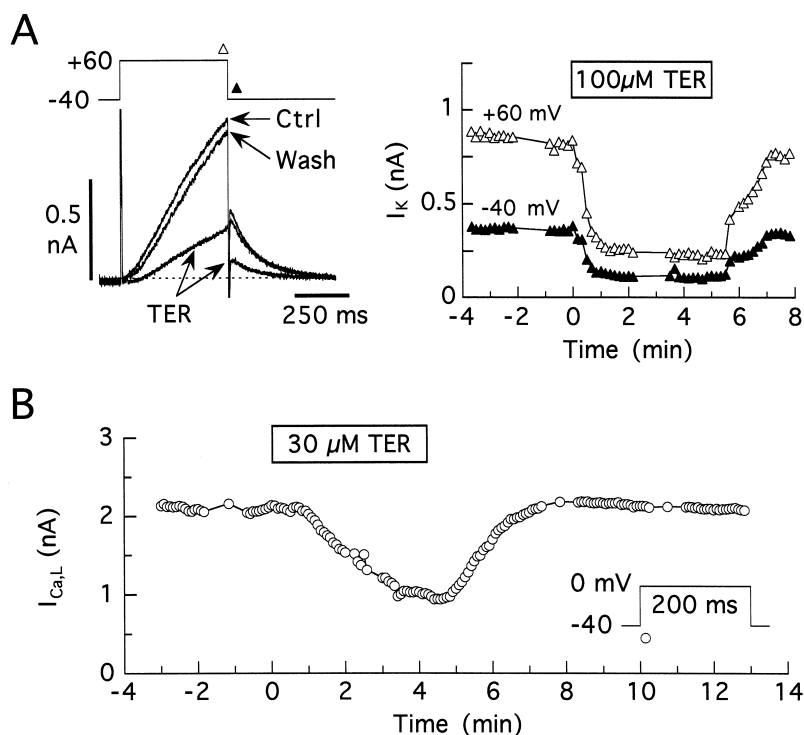 A
+60
-40
Ctrl
Wash
0.5
nA
TER
250 ms
100µM TER
+60 mV
-40 mV
IK (nA)
1
0.5
0
-4 -2 0 2 4 6 8
Time (min)
B
30 µM TER
ICa,L (nA)
3
2
1
0
0 mV
-40
200 ms
-4 -2 0 2 4 6 8 10 12 14
Time (min)